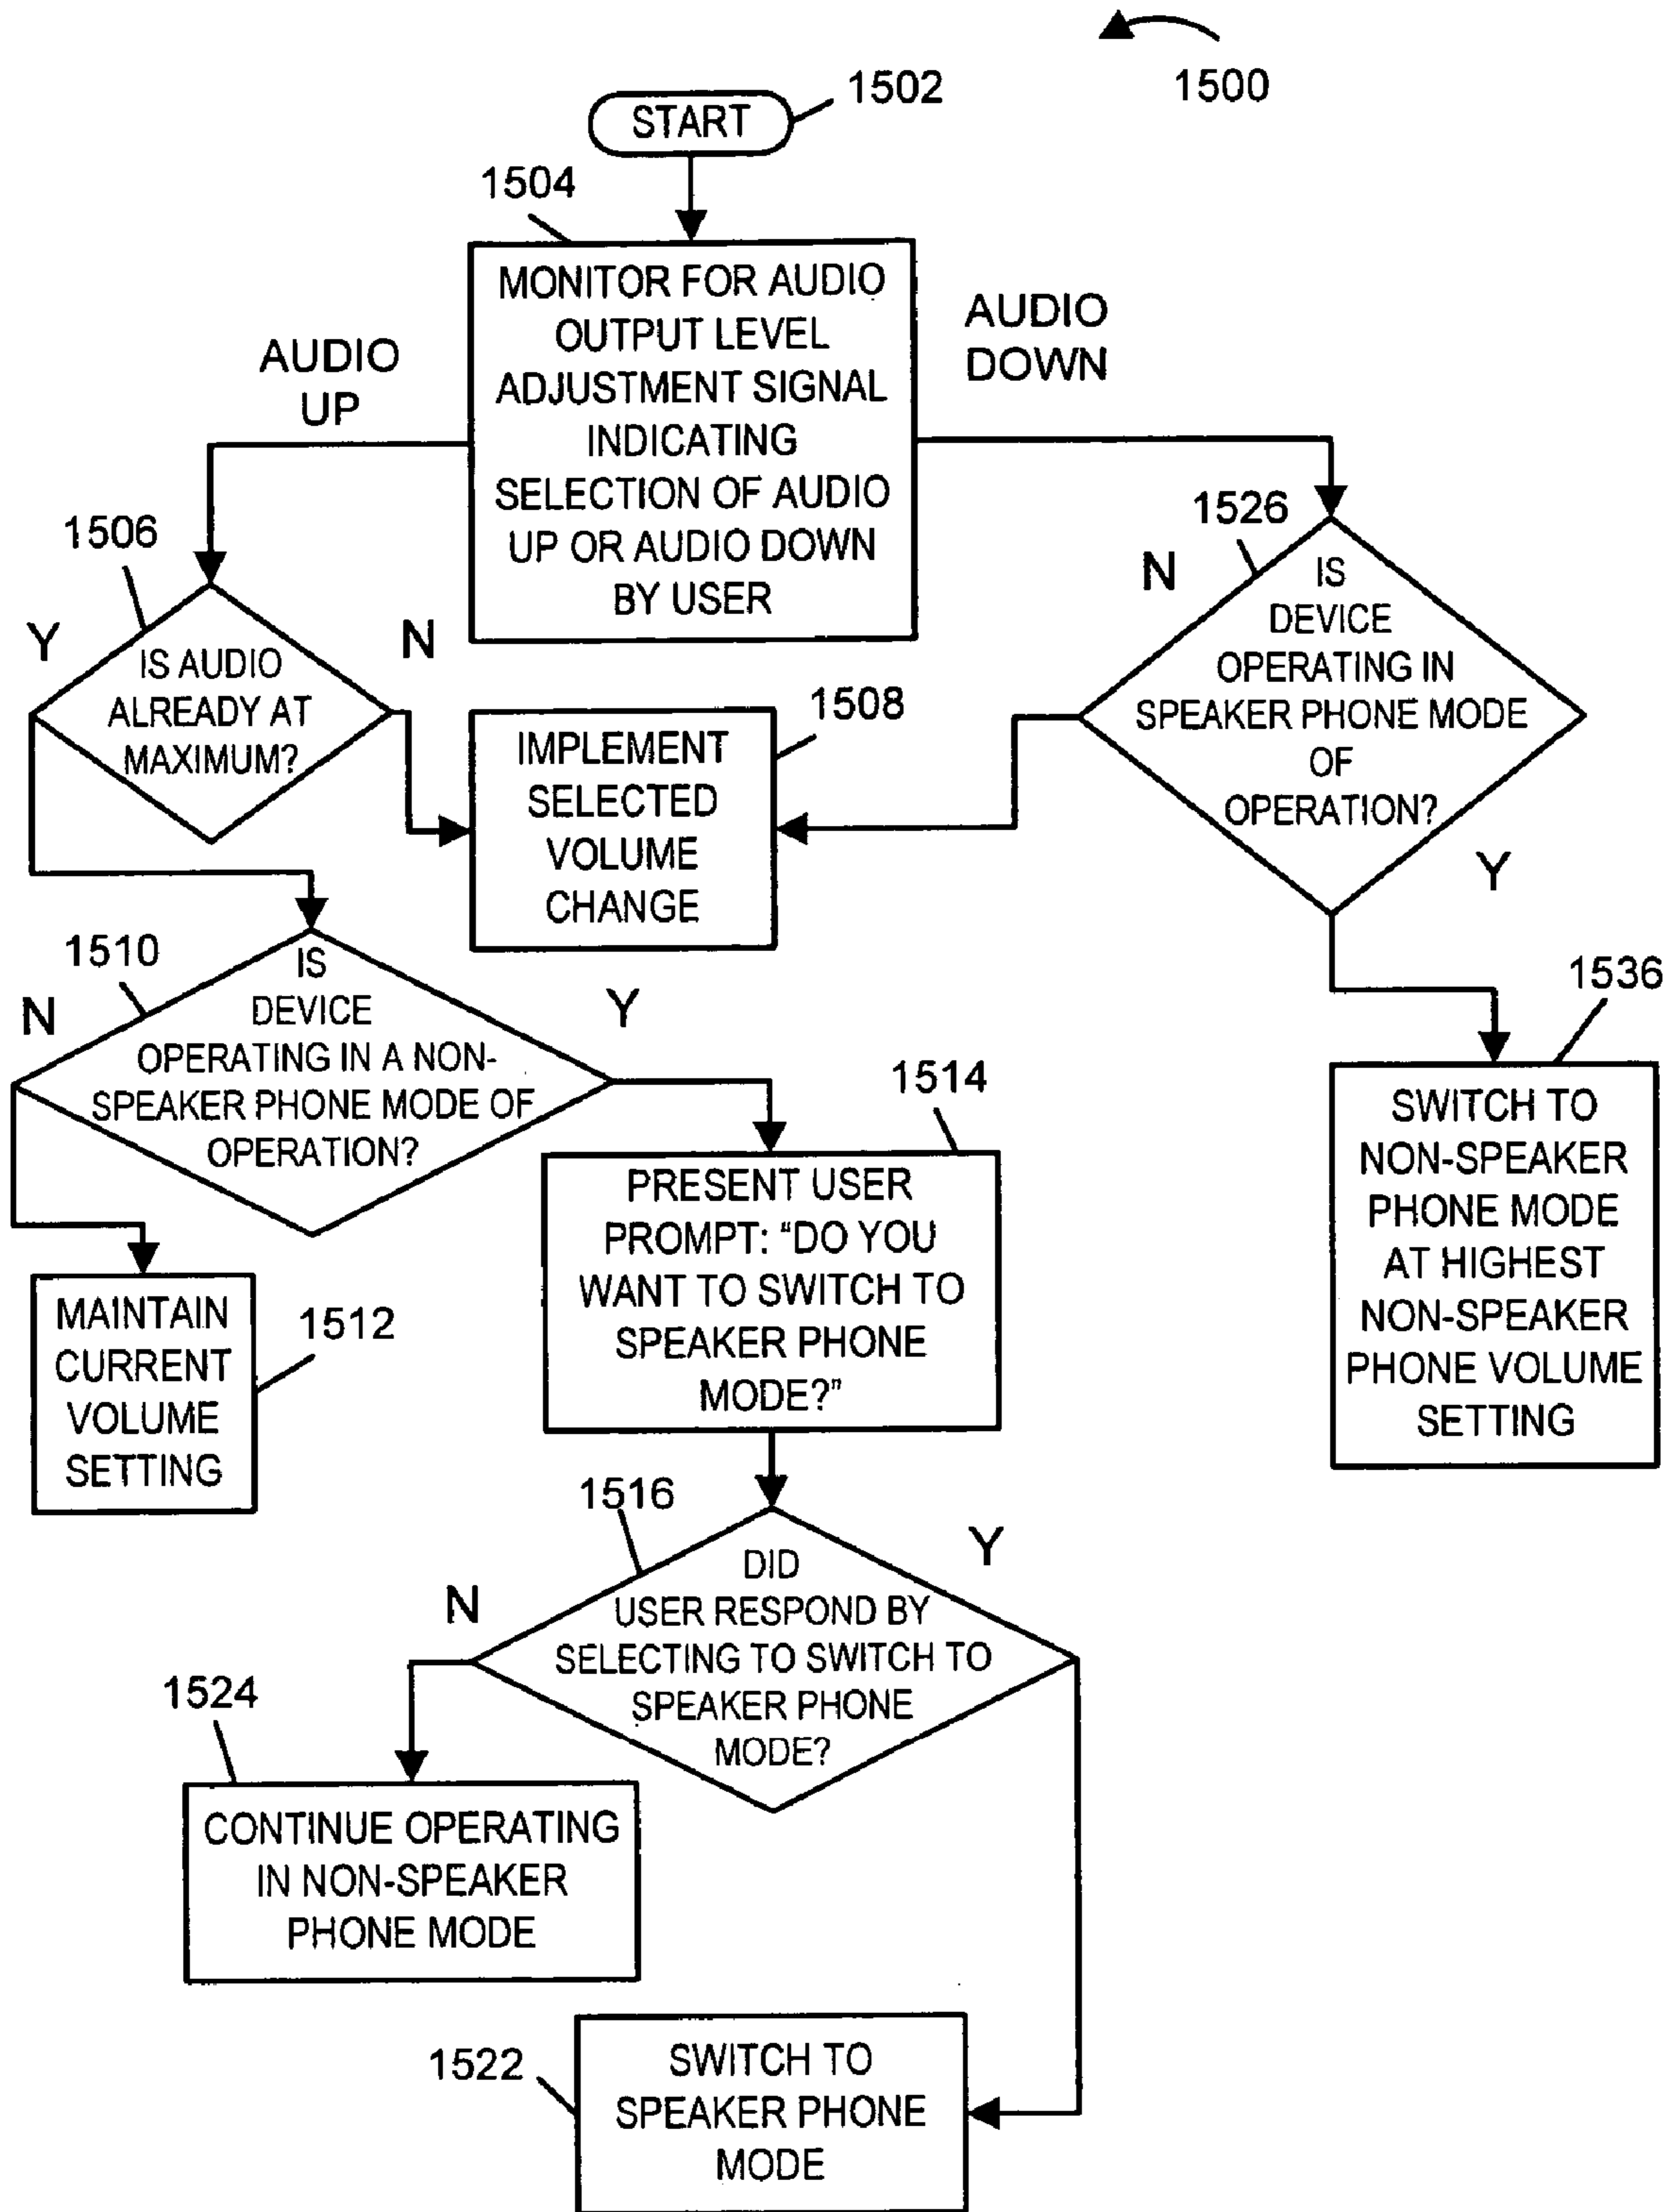 1500
START
1502
1504
MONITOR FOR AUDIO
OUTPUT LEVEL
ADJUSTMENT SIGNAL
INDICATING
SELECTION OF AUDIO
UP OR AUDIO DOWN
BY USER
AUDIO
UP
AUDIO
DOWN
1506
Y
N
IS AUDIO
ALREADY AT
MAXIMUM?
1508
IMPLEMENT
SELECTED
VOLUME
CHANGE
1526
N
IS
DEVICE
OPERATING IN
SPEAKER PHONE MODE
OF
OPERATION?
Y
1510
N
IS
DEVICE
OPERATING IN A NON-
SPEAKER PHONE MODE OF
OPERATION?
Y
1536
SWITCH TO
NON-SPEAKER
PHONE MODE
AT HIGHEST
NON-SPEAKER
PHONE VOLUME
SETTING
1512
MAINTAIN
CURRENT
VOLUME
SETTING
1514
PRESENT USER
PROMPT: “DO YOU
WANT TO SWITCH TO
SPEAKER PHONE
MODE?”
1516
N
DID
USER RESPOND BY
SELECTING TO SWITCH TO
SPEAKER PHONE
MODE?
Y
1524
CONTINUE OPERATING
IN NON-SPEAKER
PHONE MODE
1522
SWITCH TO
SPEAKER PHONE
MODE